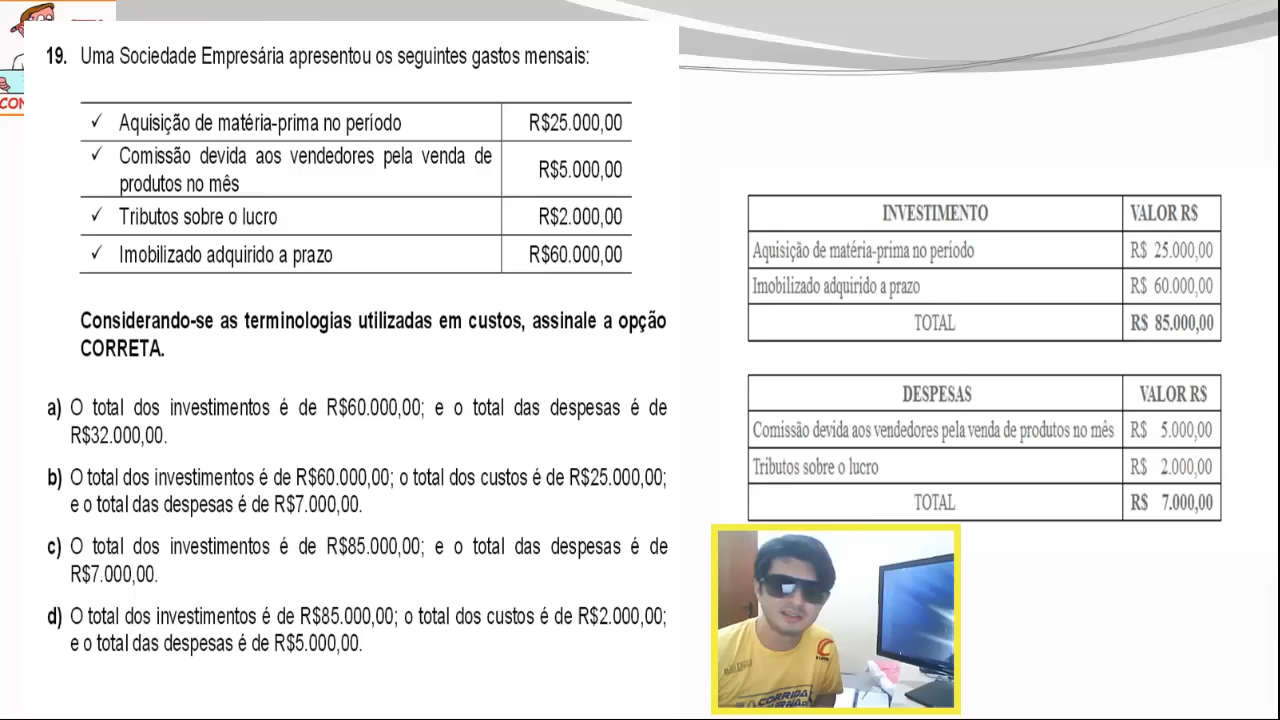 CON
19. Uma Sociedade Empresária apresentou os seguintes gastos mensais:
✓ Aquisição de matéria-prima no período R$25.000,00
✓ Comissão devida aos vendedores pela venda de
produtos no mês R$5.000,00
✓ Tributos sobre o lucro R$2.000,00
✓ Imobilizado adquirido a prazo R$60.000,00
Considerando-se as terminologias utilizadas em custos, assinale a opção
CORRETA.
a) O total dos investimentos é de R$60.000,00; e o total das despesas é de
R$32.000,00.
b) O total dos investimentos é de R$60.000,00; o total dos custos é de R$25.000,00;
e o total das despesas é de R$7.000,00.
c) O total dos investimentos é de R$85.000,00; e o total das despesas é de
R$7.000,00.
d) O total dos investimentos é de R$85.000,00; o total dos custos é de R$2.000,00;
e o total das despesas é de R$5.000,00.
INVESTIMENTO VALOR R$
Aquisição de matéria-prima no período R$ 25.000,00
Imobilizado adquirido a prazo R$ 60.000,00
TOTAL R$ 85.000,00
DESPESAS VALOR R$
Comissão devida aos vendedores pela venda de produtos no mês R$ 5.000,00
Tributos sobre o lucro R$ 2.000,00
TOTAL R$ 7.000,00
CORRIDA